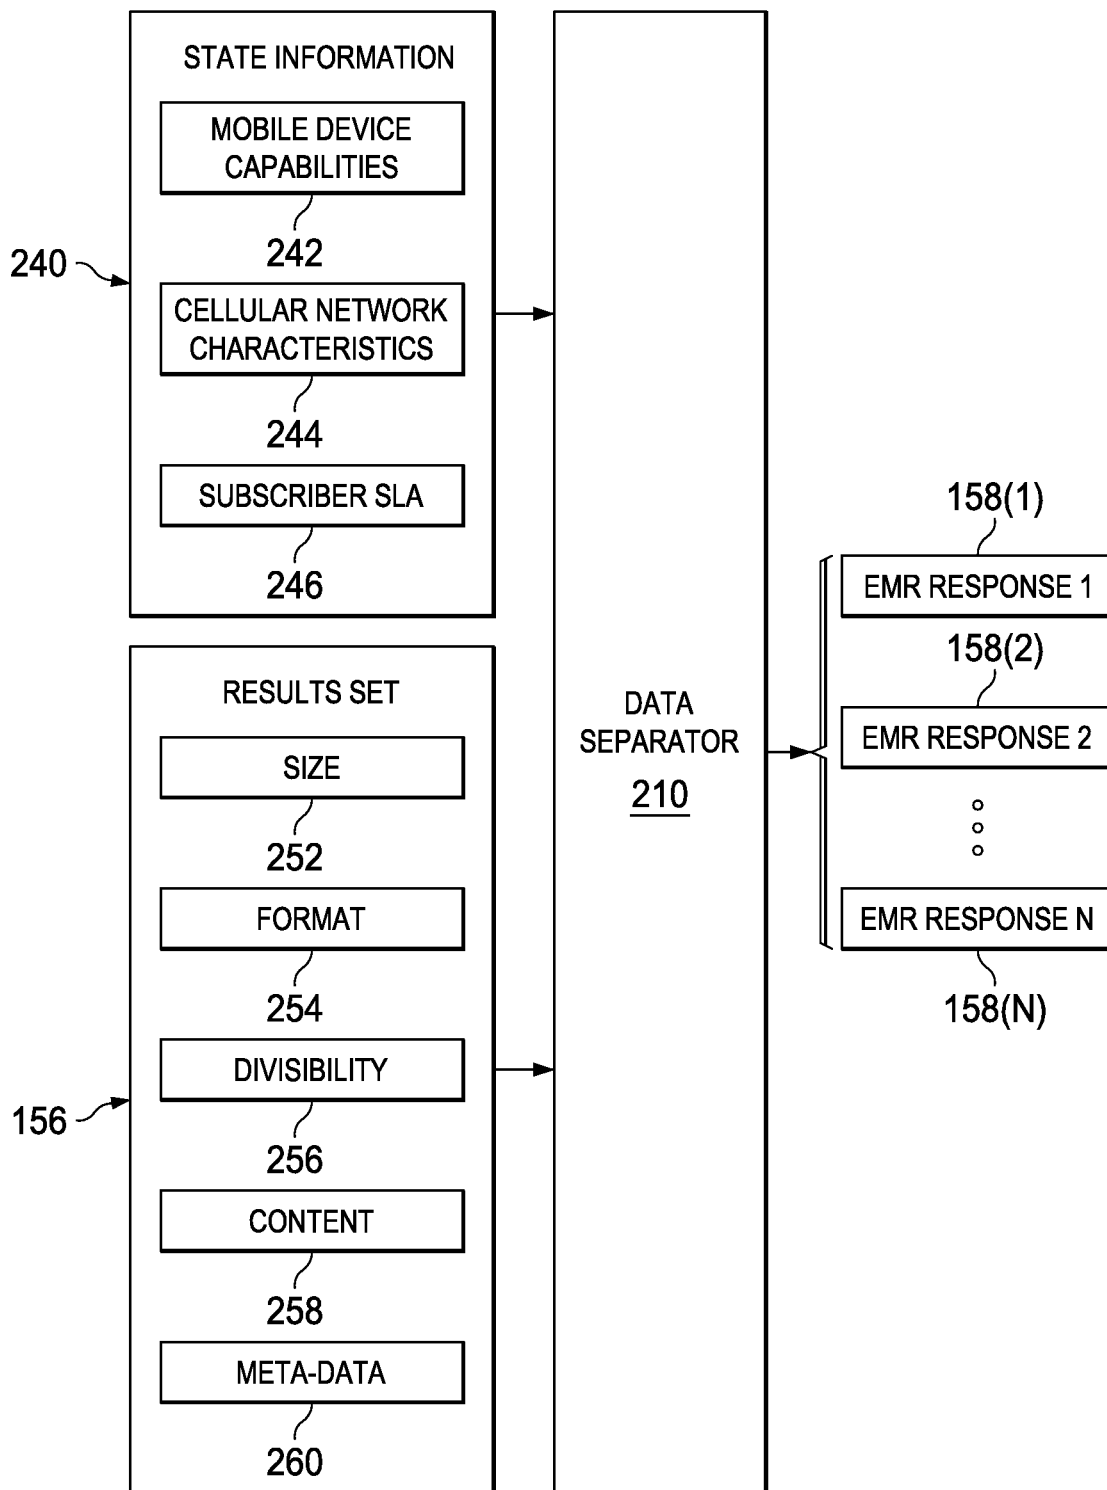 STATE INFORMATION
MOBILE DEVICE
CAPABILITIES
242
240
CELLULAR NETWORK
CHARACTERISTICS
244
SUBSCRIBER SLA
246
RESULTS SET
SIZE
252
FORMAT
254
DIVISIBILITY
156
256
CONTENT
258
META-DATA
260
DATA
SEPARATOR
210
158(1)
EMR RESPONSE 1
158(2)
EMR RESPONSE 2
EMR RESPONSE N
158(N)